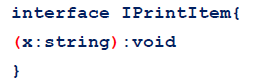 interface IPrintItem{
(x:string):void
}